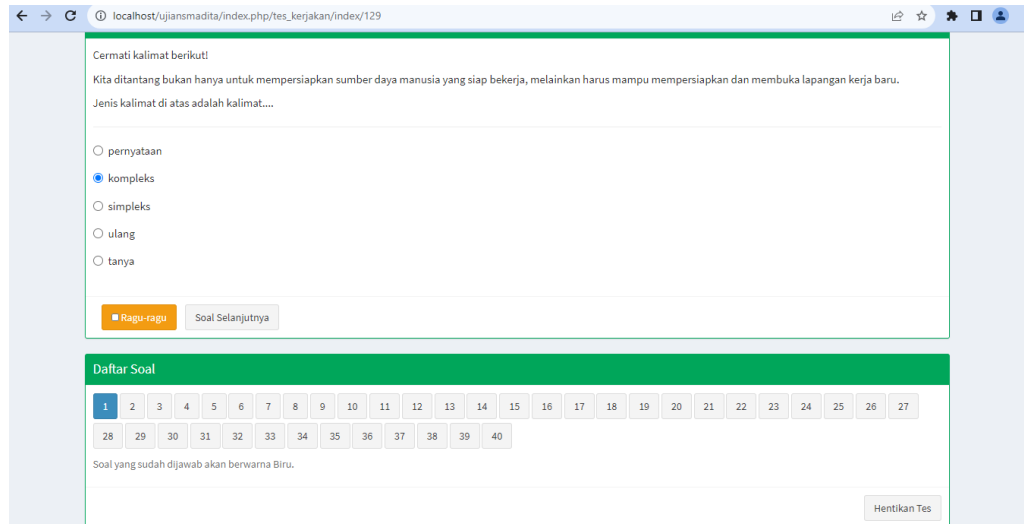 localhost/ujiansmadita/index.php/tes_kerjakan/index/129
Cermati kalimat berikut!
Kita ditantang bukan hanya untuk mempersiapkan sumber daya manusia yang siap bekerja, melainkan harus mampu mempersiapkan dan membuka lapangan kerja baru.
Jenis kalimat di atas adalah kalimat....
pernyataan
kompleks
simpleks
ulang
tanya
Ragu-ragu Soal Selanjutnya
Daftar Soal
1 2 3 4 5 6 7 8 9 10 11 12 13 14 15 16 17 18 19 20 21 22 23 24 25 26 27
28 29 30 31 32 33 34 35 36 37 38 39 40
Soal yang sudah dijawab akan berwarna Biru.
Hentikan Tes